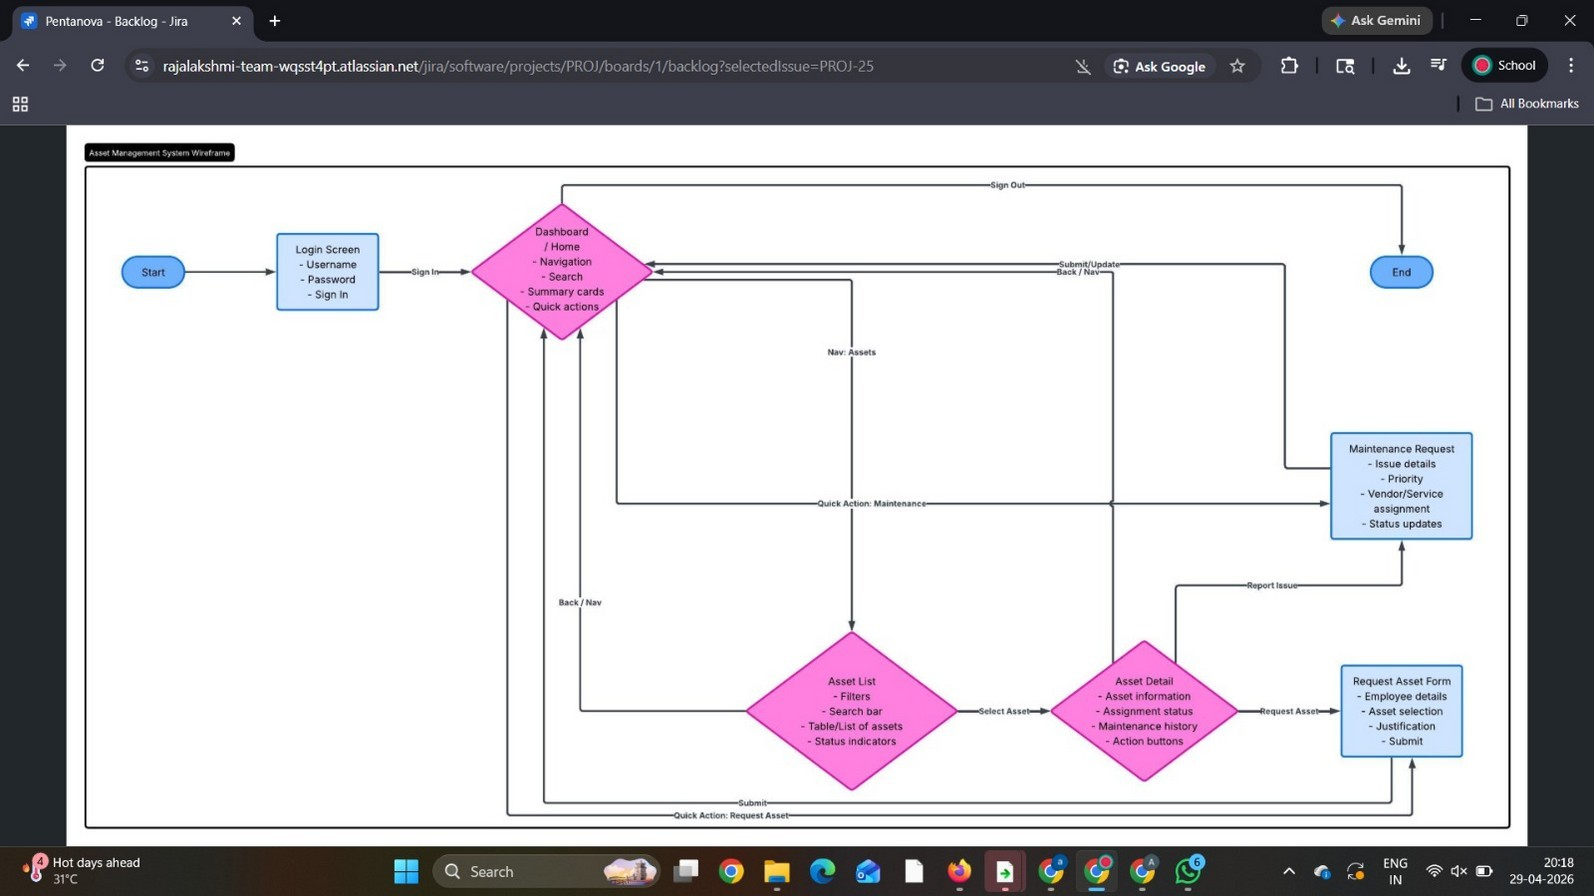 Pentanova - Backlog - Jira
Ask Gemini
rajalakshmi-team-wqsst4pt.atlassian.net/jira/software/projects/PROJ/boards/1/backlog?selectedIssue=PROJ-25
Ask Google
School
All Bookmarks
Asset Management System Wireframe
Sign Out
Start
Login Screen
- Username
- Password
- Sign In
Sign In
Dashboard
/ Home
- Navigation
- Search
- Summary cards
- Quick actions
Submit/Update
Back / Nav
End
Nav: Assets
Maintenance Request
- Issue details
- Priority
- Vendor/Service
assignment
- Status updates
Quick Action: Maintenance
Report Issue
Back / Nav
Asset List
- Filters
- Search bar
- Table/List of assets
- Status indicators
Select Asset
Asset Detail
- Asset information
- Assignment status
- Maintenance history
- Action buttons
Request Asset
Request Asset Form
- Employee details
- Asset selection
- Justification
- Submit
Submit
Quick Action: Request Asset
4
Hot days ahead
31°C
Search
a
A
6
ENG
IN
20:18
29-04-2026